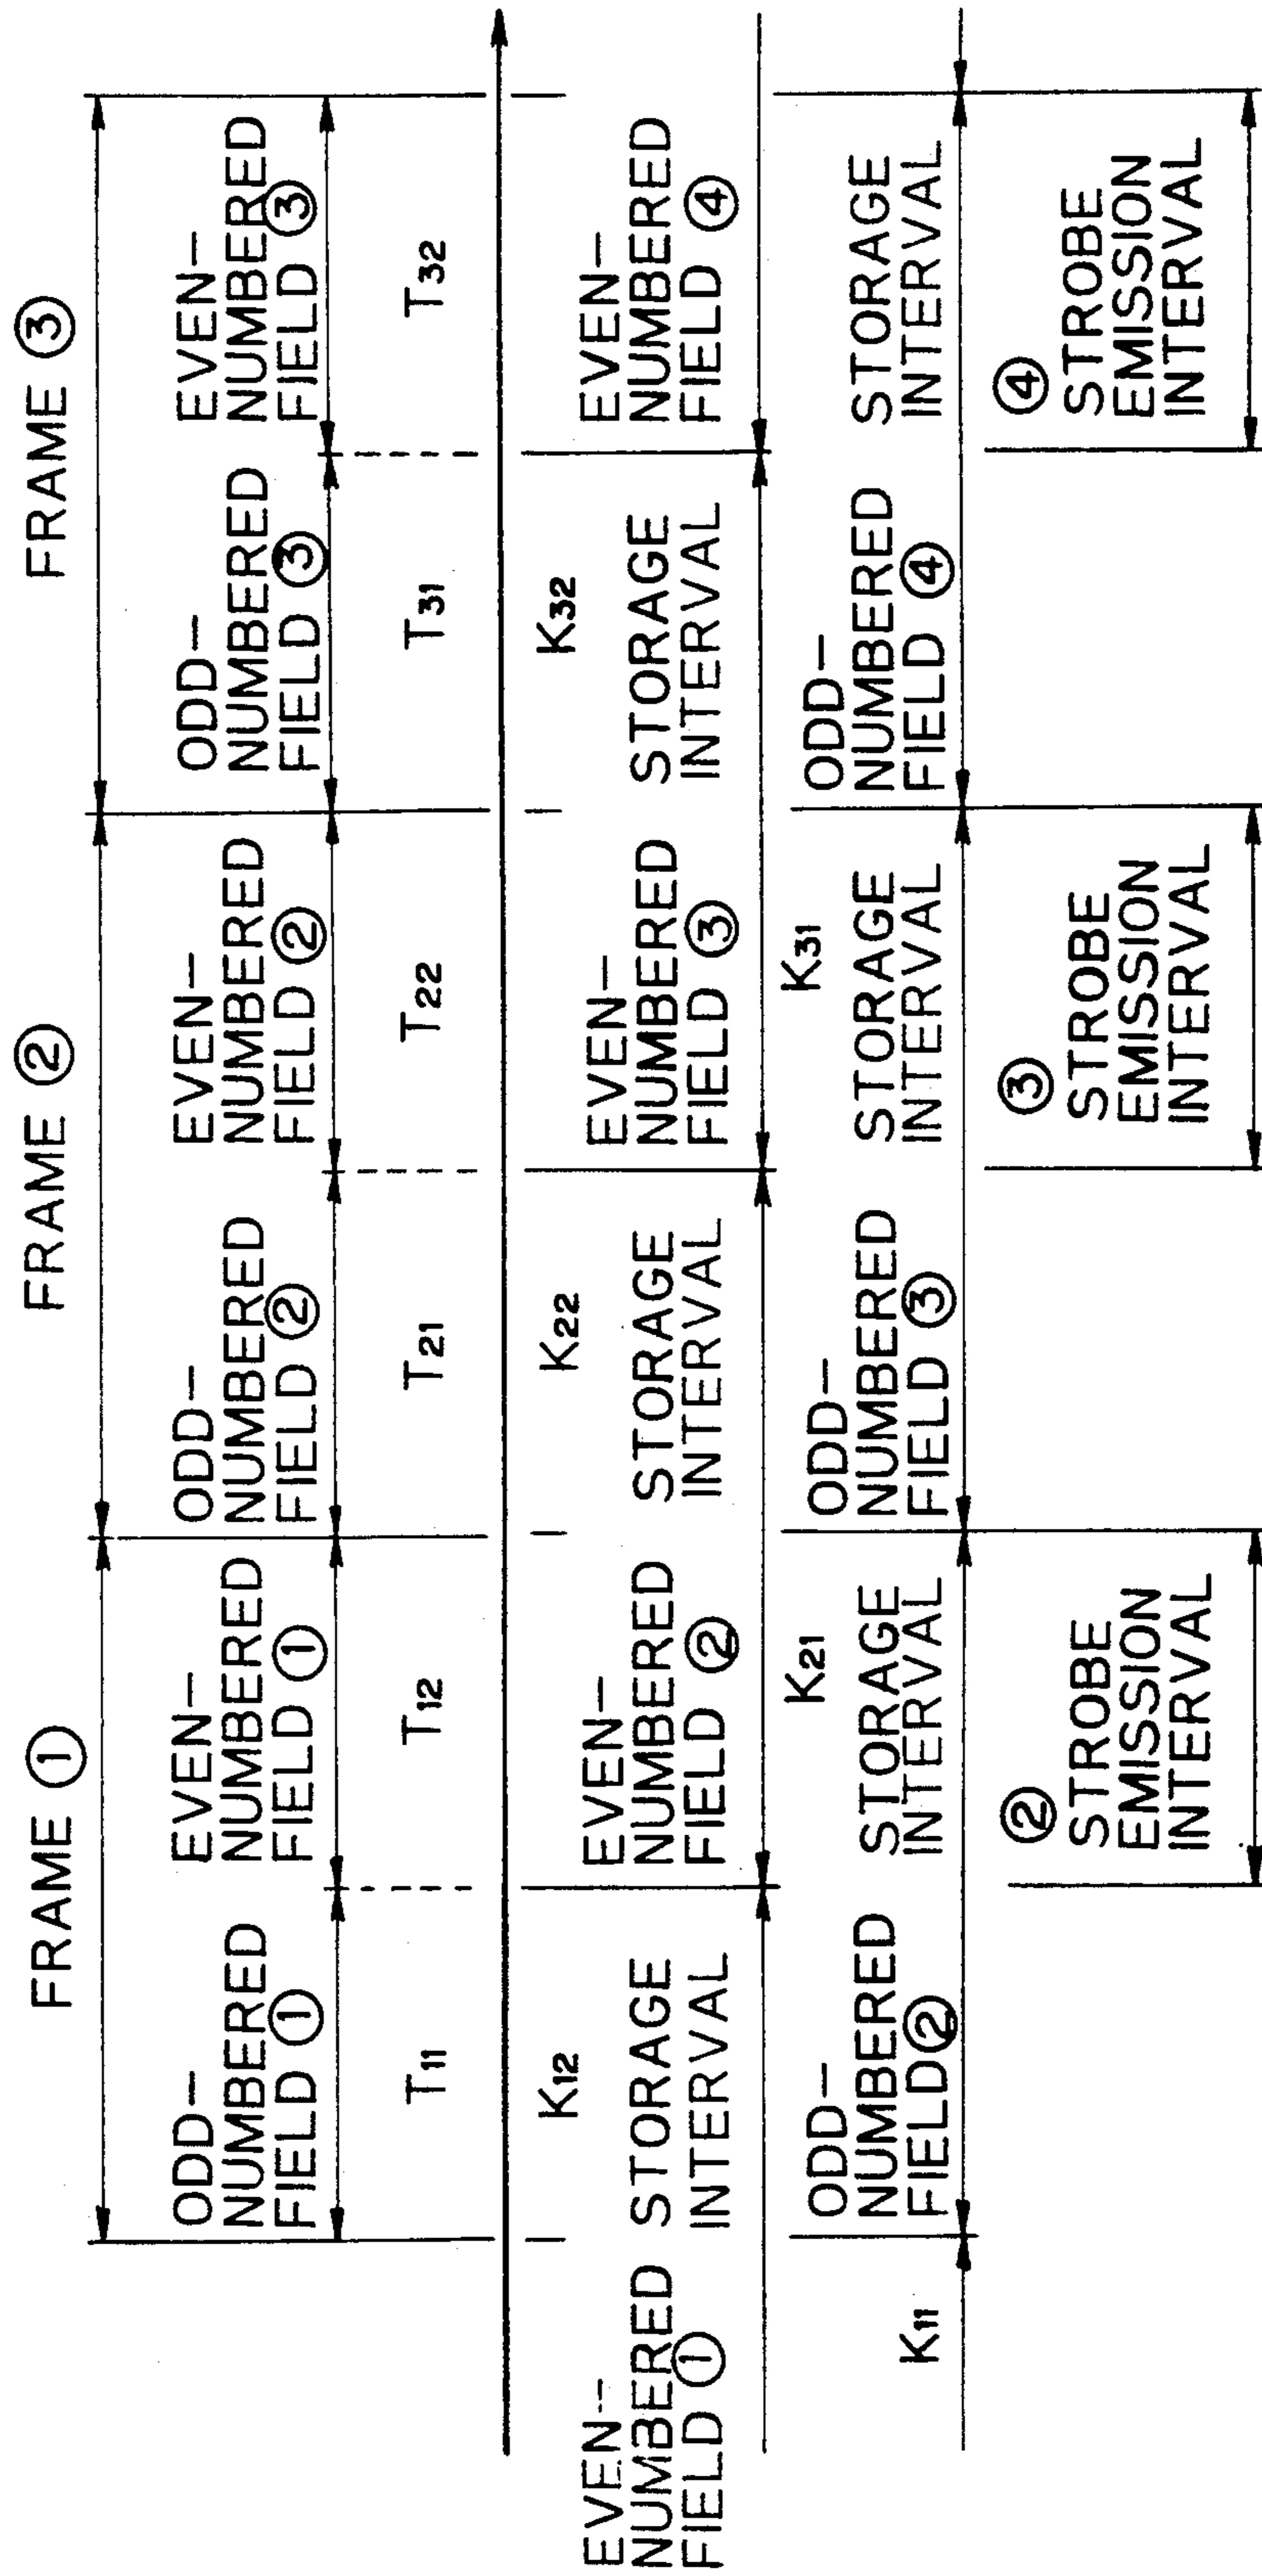 FRAME ①
FRAME ②
FRAME ③
ODD-
NUMBERED
FIELD ①
EVEN-
NUMBERED
FIELD ①
ODD-
NUMBERED
FIELD ②
EVEN-
NUMBERED
FIELD ②
ODD-
NUMBERED
FIELD ③
EVEN-
NUMBERED
FIELD ③
T11
T12
T21
T22
T31
T32
K12
K22
K32
EVEN--
NUMBERED
FIELD ①
STORAGE
INTERVAL
EVEN-
NUMBERED
FIELD ②
STORAGE
INTERVAL
EVEN-
NUMBERED
FIELD ③
STORAGE
INTERVAL
EVEN-
NUMBERED
FIELD ④
K11
K21
K31
ODD-
NUMBERED
FIELD ②
STORAGE
INTERVAL
ODD-
NUMBERED
FIELD ③
STORAGE
INTERVAL
ODD-
NUMBERED
FIELD ④
STORAGE
INTERVAL
②
STROBE
EMISSION
INTERVAL
③
STROBE
EMISSION
INTERVAL
④
STROBE
EMISSION
INTERVAL